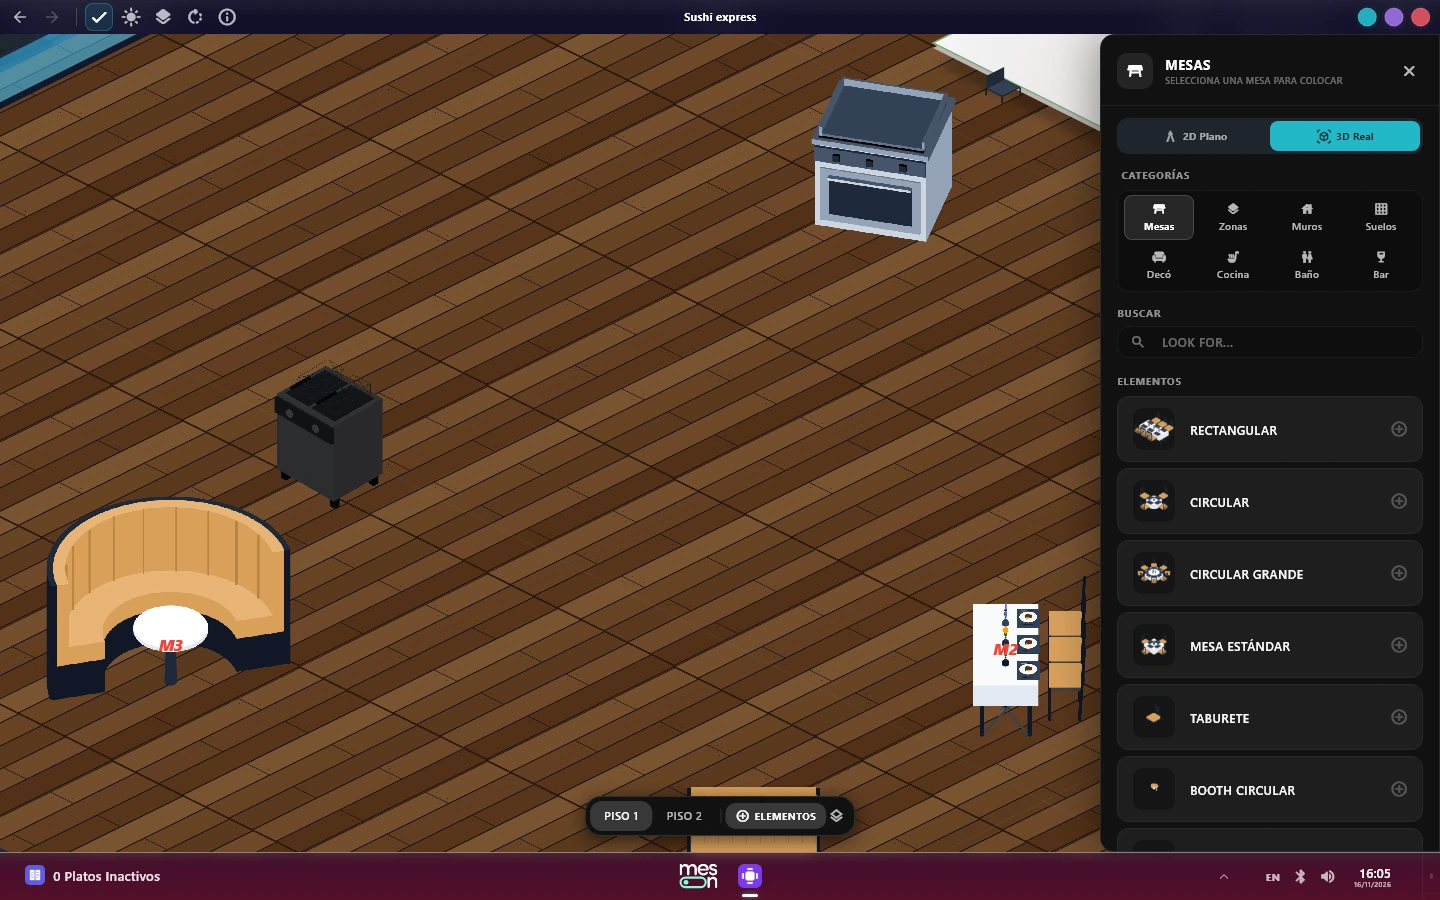 Sushi express
MESAS
SELECCIONA UNA MESA PARA COLOCAR
2D Plano
3D Real
CATEGORÍAS
Mesas
Zonas
Muros
Suelos
Decó
Cocina
Baño
Bar
BUSCAR
LOOK FOR...
ELEMENTOS
RECTANGULAR
CIRCULAR
CIRCULAR GRANDE
MESA ESTÁNDAR
TABURETE
BOOTH CIRCULAR
M3
M2
PISO 1
PISO 2
ELEMENTOS
0 Platos Inactivos
meson
EN
16:05
16/11/2026